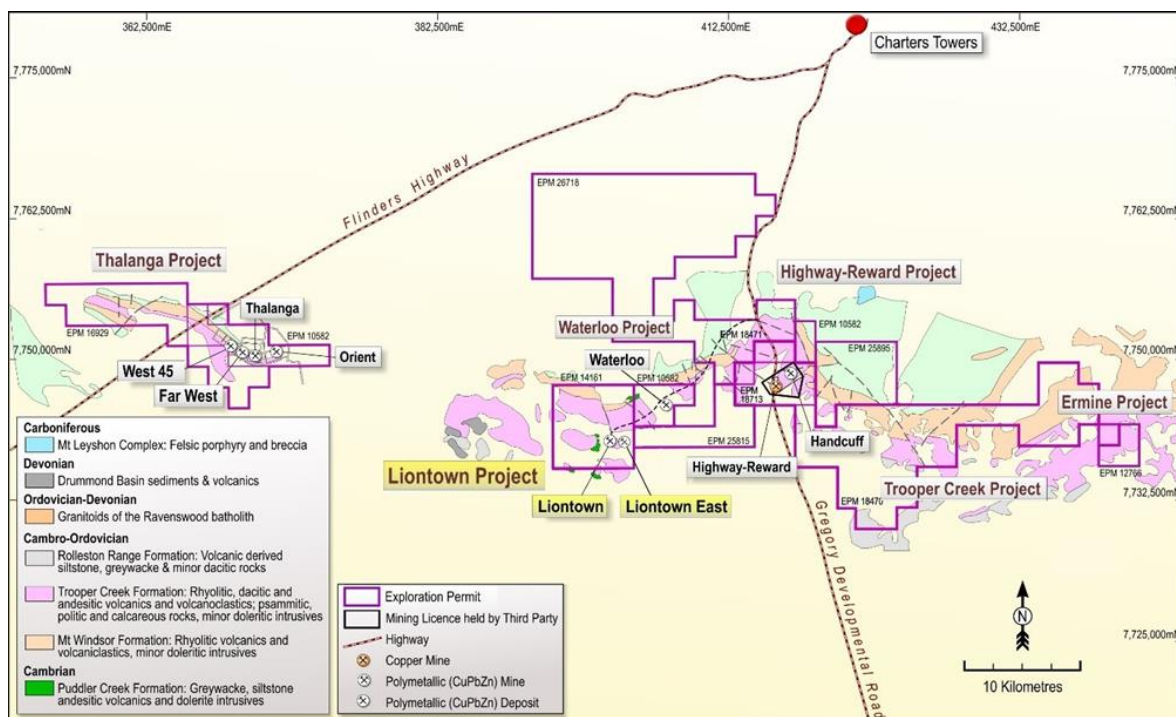 362,500mE
382,500mE
412,500mE
432,500mE
Charters Towers
7,775,000mN
7,775,000mN
Flinders Highway
EPM 26718
7,762,500mN
7,762,500mN
Thalanga Project
Highway-Reward Project
Thalanga
EPM 16929
EPM 10582
Waterloo Project
EPM 18471
EPM 10582
7,750,000mN
7,750,000mN
Orient
West 45
Far West
Waterloo
EPM 25895
EPM 14161
EPM 10582
EPM
18713
Ermine Project
EPM 25815
Handcuff
Highway-Reward
Liontown Project
Trooper Creek Project
EPM 12766
EPM 18470
7,732,500mN
Liontown
Liontown East
Gregory Developmental Road
7,725,000mN
Carboniferous
Mt Leyshon Complex: Felsic porphyry and breccia
Devonian
Drummond Basin sediments & volcanics
Ordovician-Devonian
Granitoids of the Ravenswood batholith
Cambro-Ordovician
Rolleston Range Formation: Volcanic derived
siltstone, greywacke & minor dacitic rocks
Trooper Creek Formation: Rhyolitic, dacitic and
andesitic volcanics and volcanoclastics; psammitic,
politic and calcareous rocks, minor doleritic intrusives
Mt Windsor Formation: Rhyolitic volcanics and
volcaniclastics, minor doleritic intrusives
Cambrian
Puddler Creek Formation: Greywacke, siltstone
andesitic volcanics and dolerite intrusives
Exploration Permit
Mining Licence held by Third Party
Highway
Copper Mine
Polymetallic (CuPbZn) Mine
Polymetallic (CuPbZn) Deposit
N
10 Kilometres